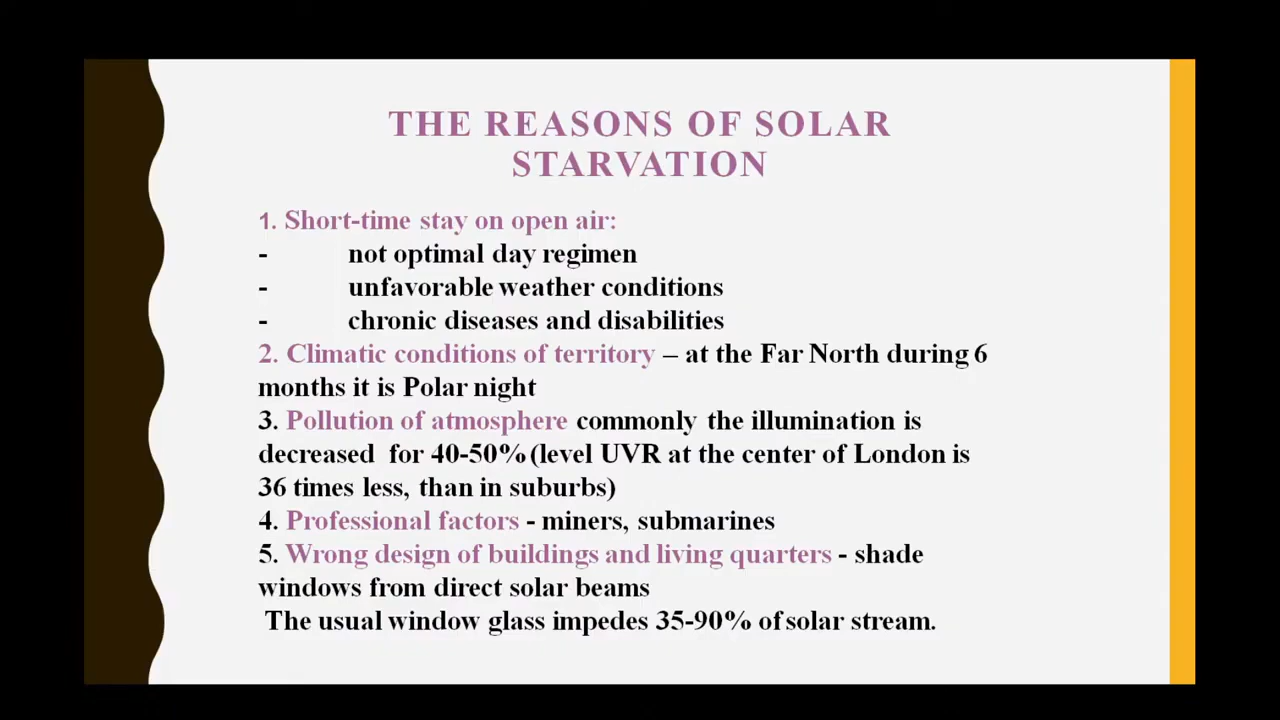 THE REASONS OF SOLAR
STARVATION
1. Short-time stay on open air:
- not optimal day regimen
- unfavorable weather conditions
- chronic diseases and disabilities
2. Climatic conditions of territory – at the Far North during 6
months it is Polar night
3. Pollution of atmosphere commonly the illumination is
decreased for 40-50% (level UVR at the center of London is
36 times less, than in suburbs)
4. Professional factors - miners, submarines
5. Wrong design of buildings and living quarters - shade
windows from direct solar beams
The usual window glass impedes 35-90% of solar stream.